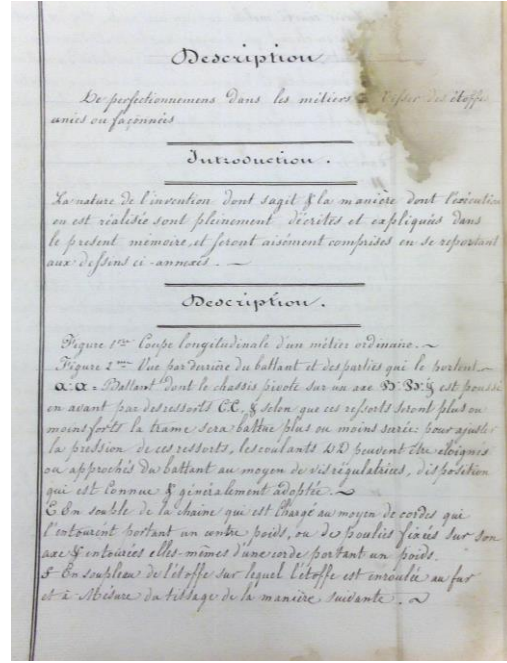 Description
De perfectionnemens dans les métiers à tisser des étoffes
unies ou façonnées
Introduction.
La nature de l'invention dont sagit & la manière dont l'exécution
en est réalisée sont pleinement décrites et expliquées dans
le present mémoire, et seront aisément comprises en se reportant
aux dessins ci-annexés. ~
Description.
Figure 1re Coupe longitudinale d'un métier ordinaire. ~
Figure 2me Vue par derrière du battant et des parties qui le portent. ~
a. a = Battant dont le chassis pivote sur un axe & est poussé
en avant par des ressorts C.C, & selon que ces ressorts seront plus ou
moins forts la trame sera battue plus ou moins serrée: pour ajuster
la pression de ces ressorts, les coulants D.D peuvent être éloignés
ou approchés du battant au moyen de vis régulatrices, disposition
qui est connue & généralement adoptée. ~
E En souble de la chaine qui est chargé au moyen de cordes qui
l'entourent portant un contre poids, ou de poulies fixées sur son
axe & entourées elles-mêmes d'une corde portant un poids.
F En soupleau de l'étoffe sur lequel l'étoffe est enroulée au fur
et à Mesure du tissage de la manière suivante. ~